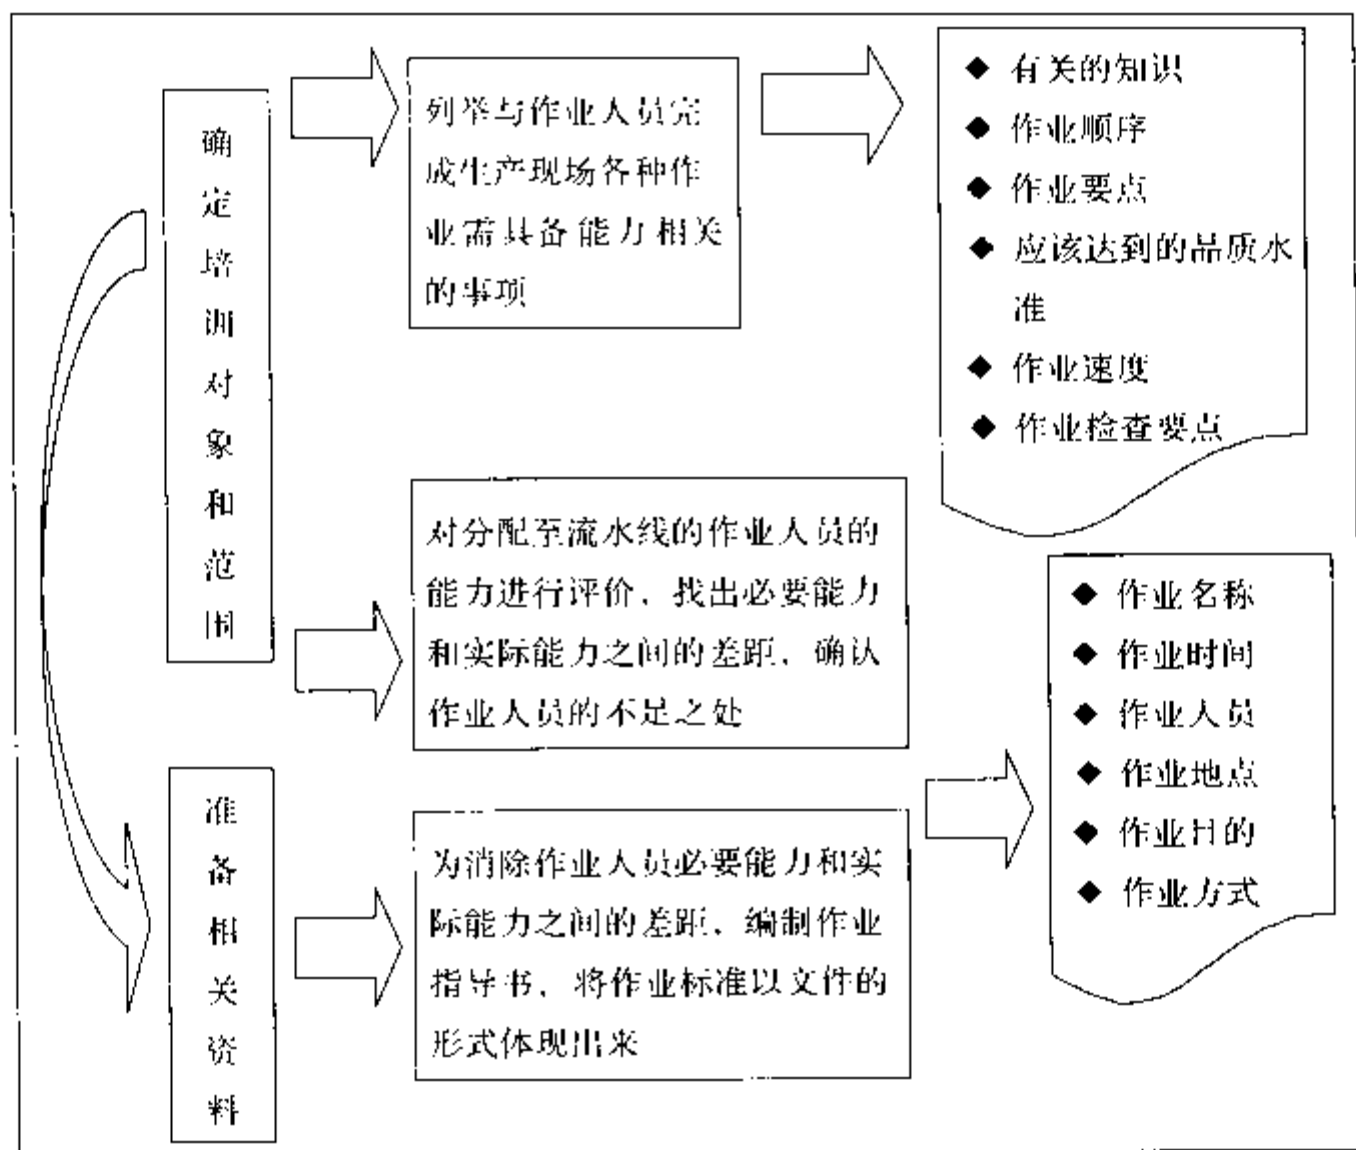 确
定
培
训
对
象
和
范
围
列举与作业人员完
成生产现场各种作
业需具备能力相关
的事项
◆ 有关的知识
◆ 作业顺序
◆ 作业要点
◆ 应该达到的品质水
准
◆ 作业速度
◆ 作业检查要点
对分配至流水线的作业人员的
能力进行评价，找出必要能力
和实际能力之间的差距，确认
作业人员的不足之处
准
备
相
关
资
料
为消除作业人员必要能力和实
际能力之间的差距，编制作业
指导书，将作业标准以文件的
形式体现出来
◆ 作业名称
◆ 作业时间
◆ 作业人员
◆ 作业地点
◆ 作业目的
◆ 作业方式